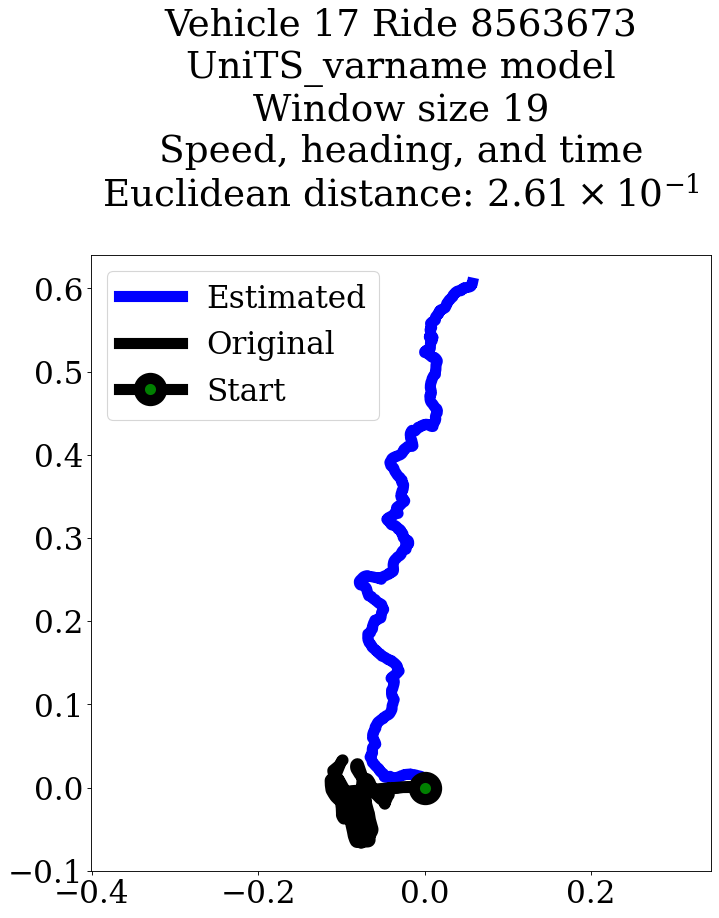 Vehicle 17 Ride 8563673
UniTS_varname model
Window size 19
Speed, heading, and time
Euclidean distance: 2.61 × 10⁻¹
Estimated
Original
Start
0.6
0.5
0.4
0.3
0.2
0.1
0.0
−0.1
−0.4 −0.2 0.0 0.2